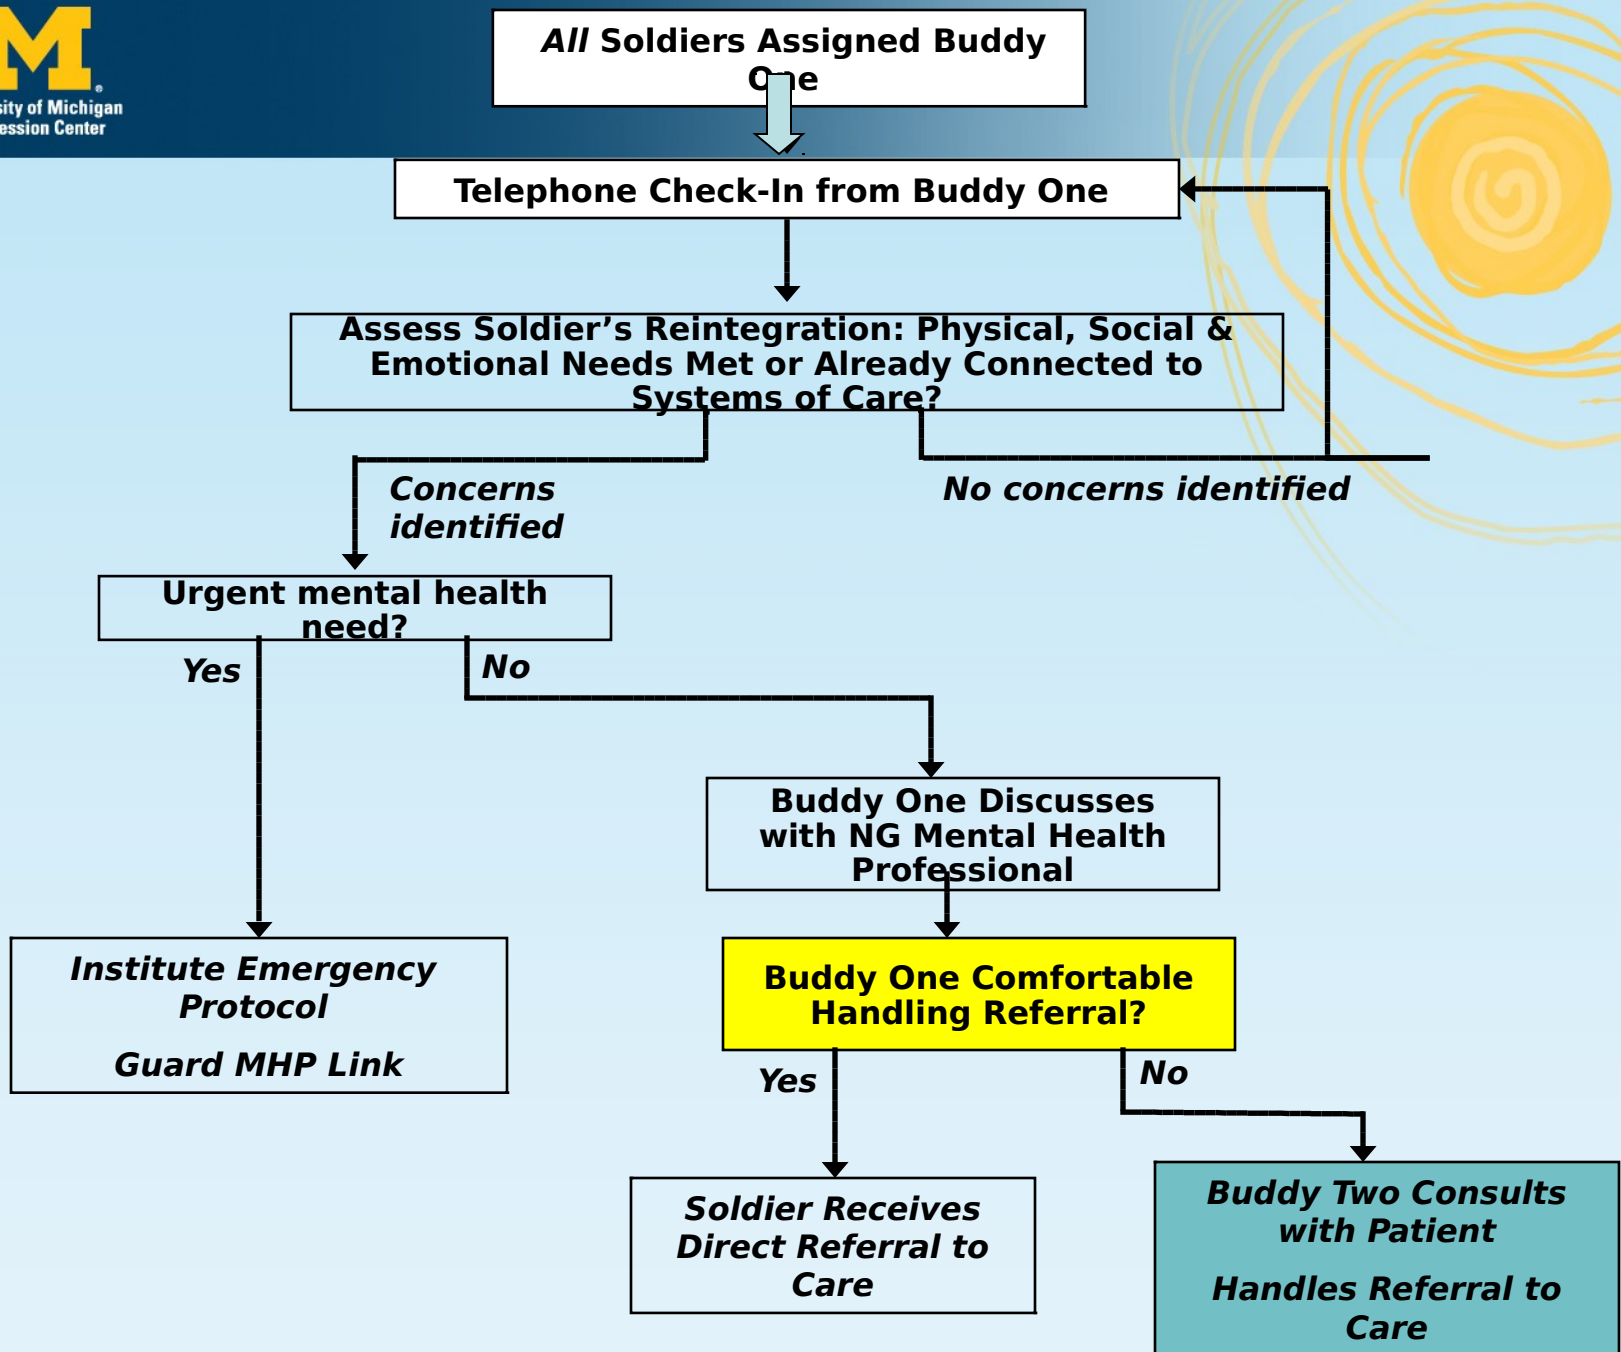 M
sity of Michigan
ession Center
All Soldiers Assigned Buddy
One
Telephone Check-In from Buddy One
Assess Soldier’s Reintegration: Physical, Social &
Emotional Needs Met or Already Connected to
Systems of Care?
Concerns
identified
No concerns identified
Urgent mental health
need?
Yes
No
Buddy One Discusses
with NG Mental Health
Professional
Institute Emergency
Protocol
Guard MHP Link
Buddy One Comfortable
Handling Referral?
Yes
No
Soldier Receives
Direct Referral to
Care
Buddy Two Consults
with Patient
Handles Referral to
Care